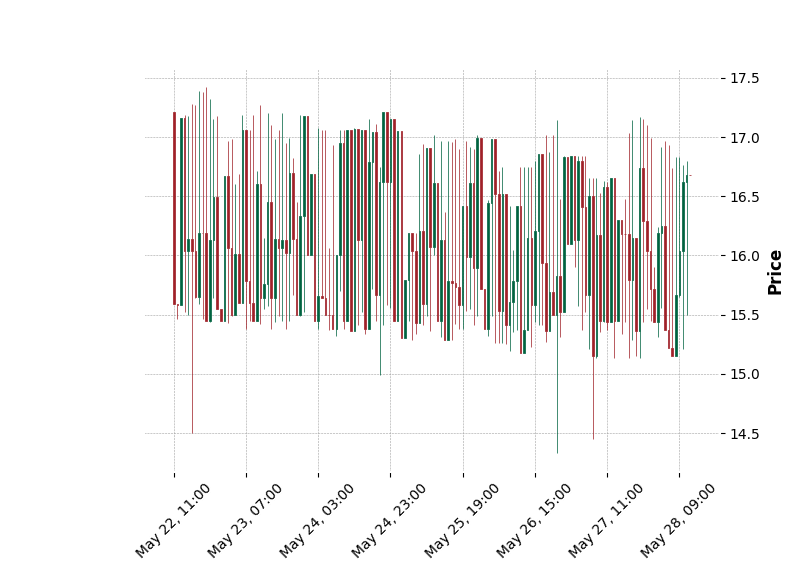 17.5
17.0
16.5
16.0
15.5
15.0
14.5
Price
May 22, 11:00
May 23, 07:00
May 24, 03:00
May 24, 23:00
May 25, 19:00
May 26, 15:00
May 27, 11:00
May 28, 09:00